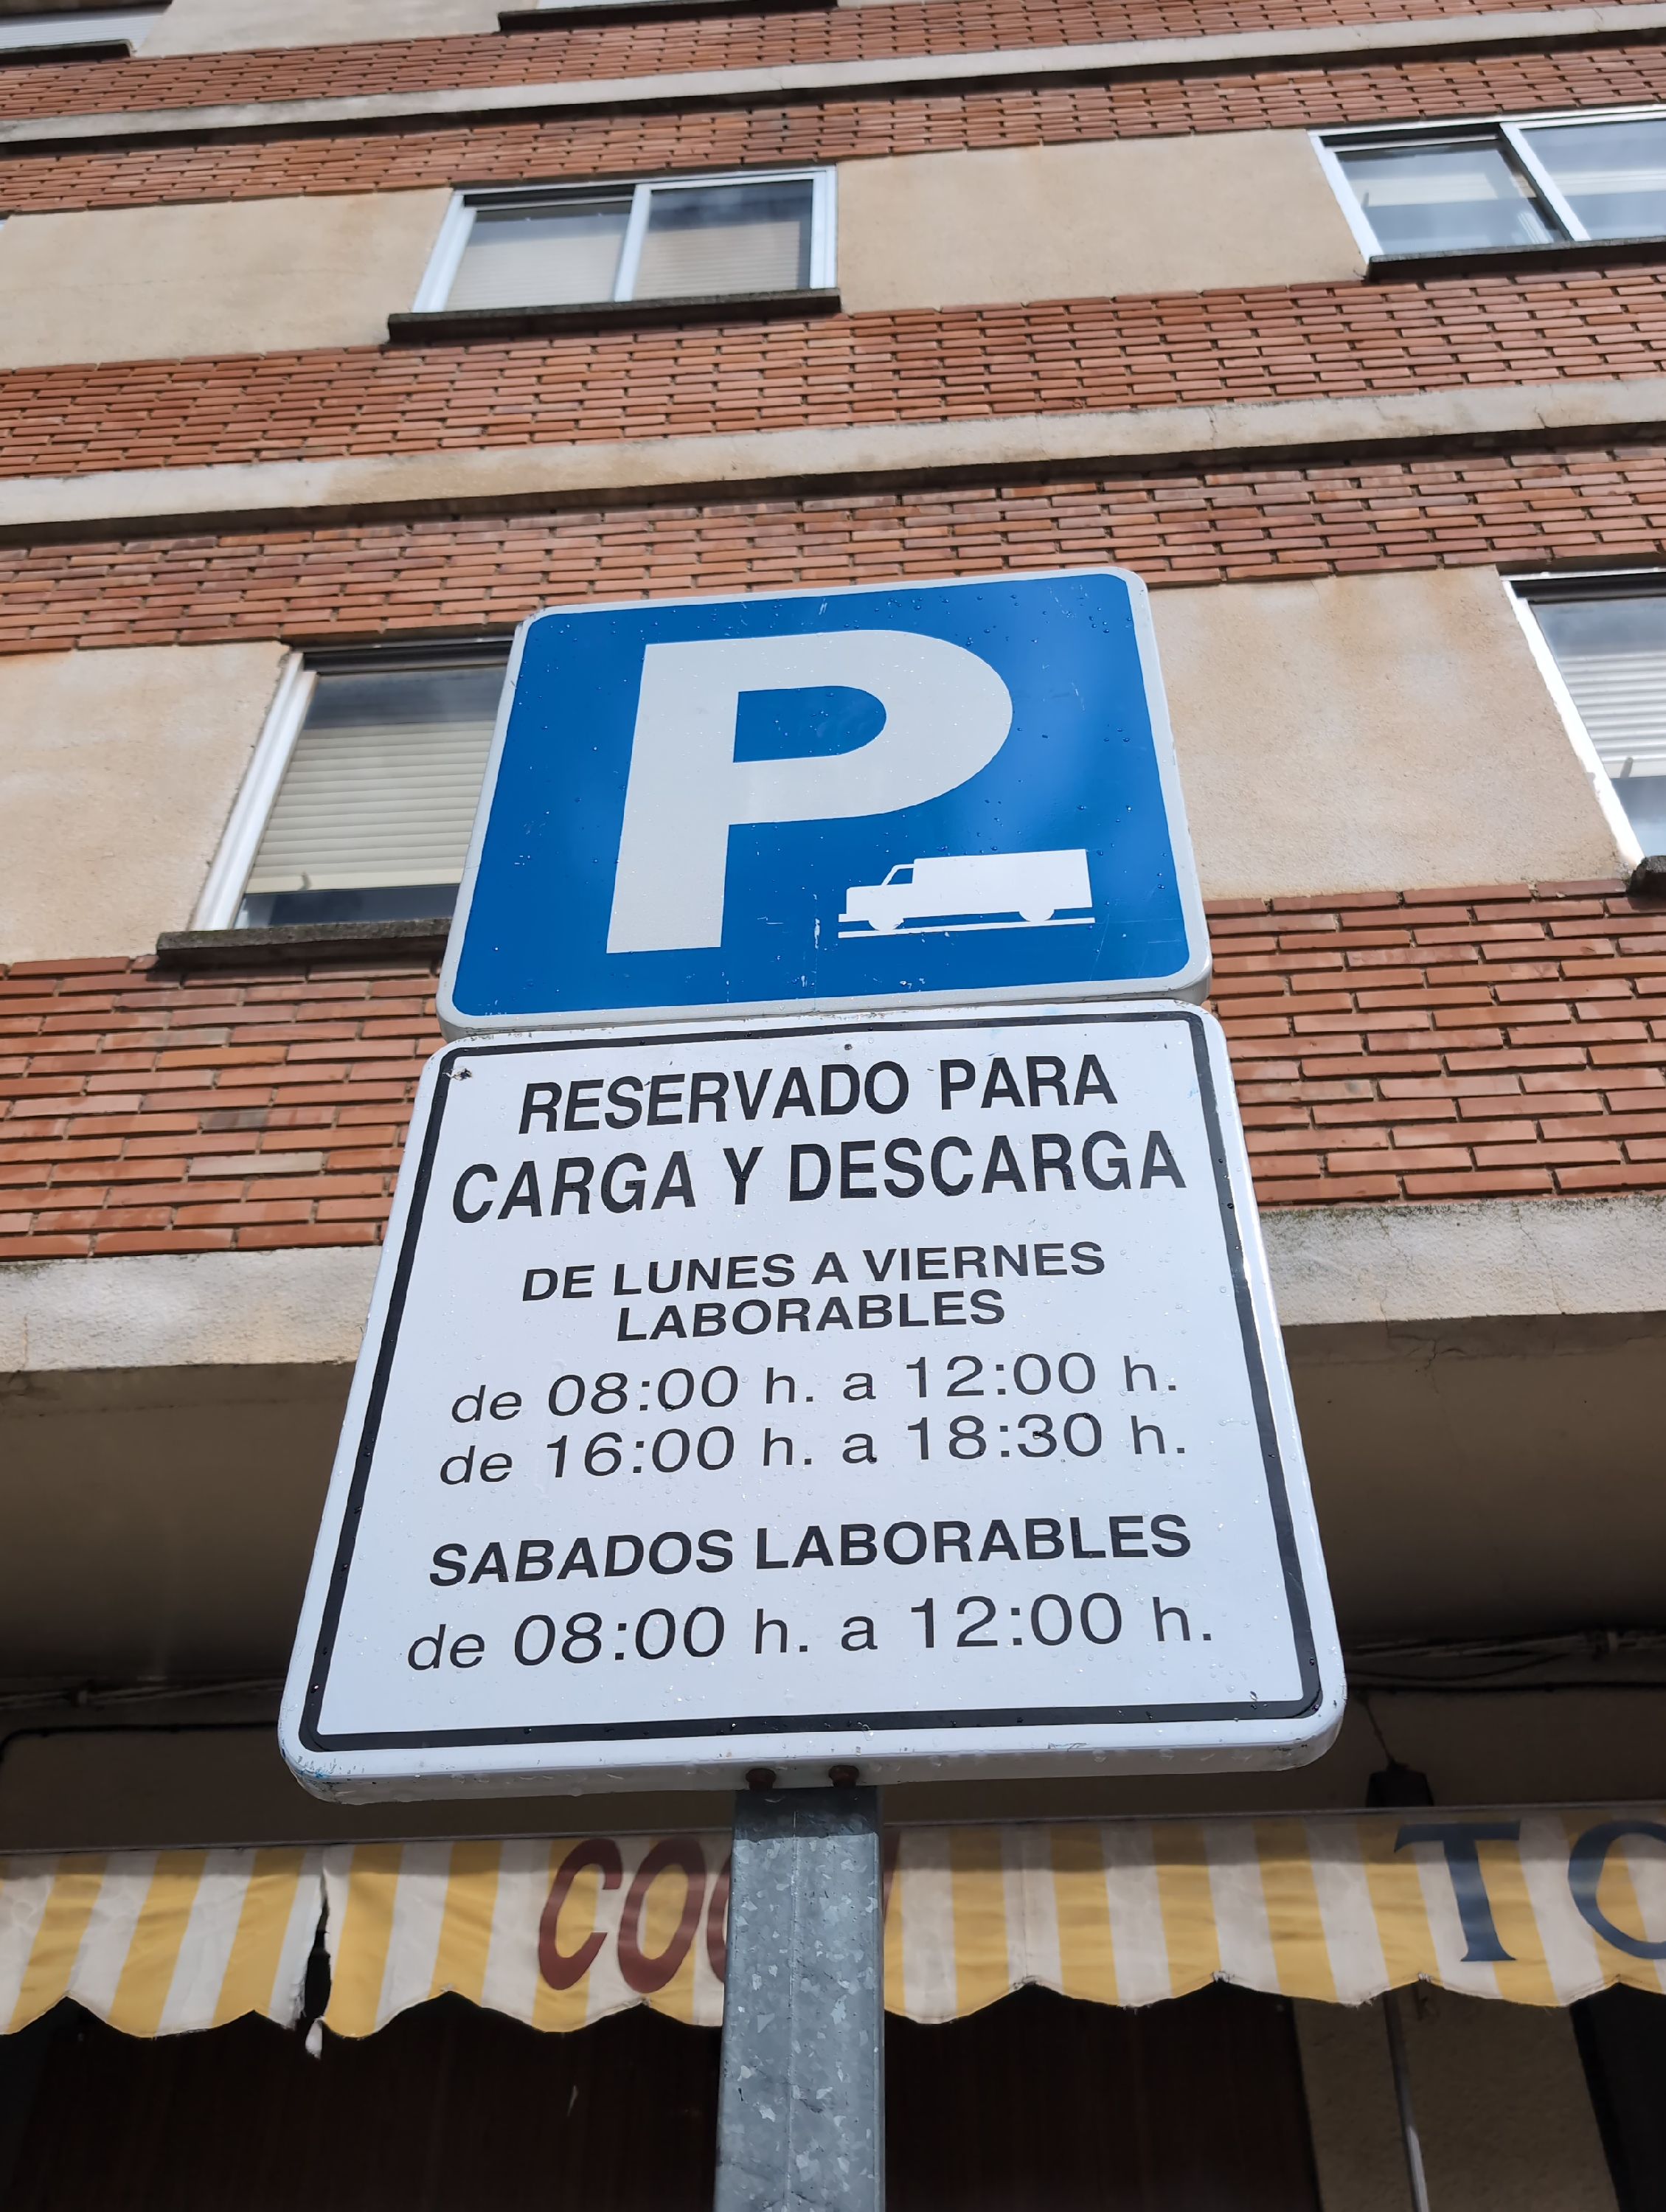 P
RESERVADO PARA
CARGA Y DESCARGA
DE LUNES A VIERNES
LABORABLES
de 08:00 h. a 12:00 h.
de 16:00 h. a 18:30 h.
SABADOS LABORABLES
de 08:00 h. a 12:00 h.